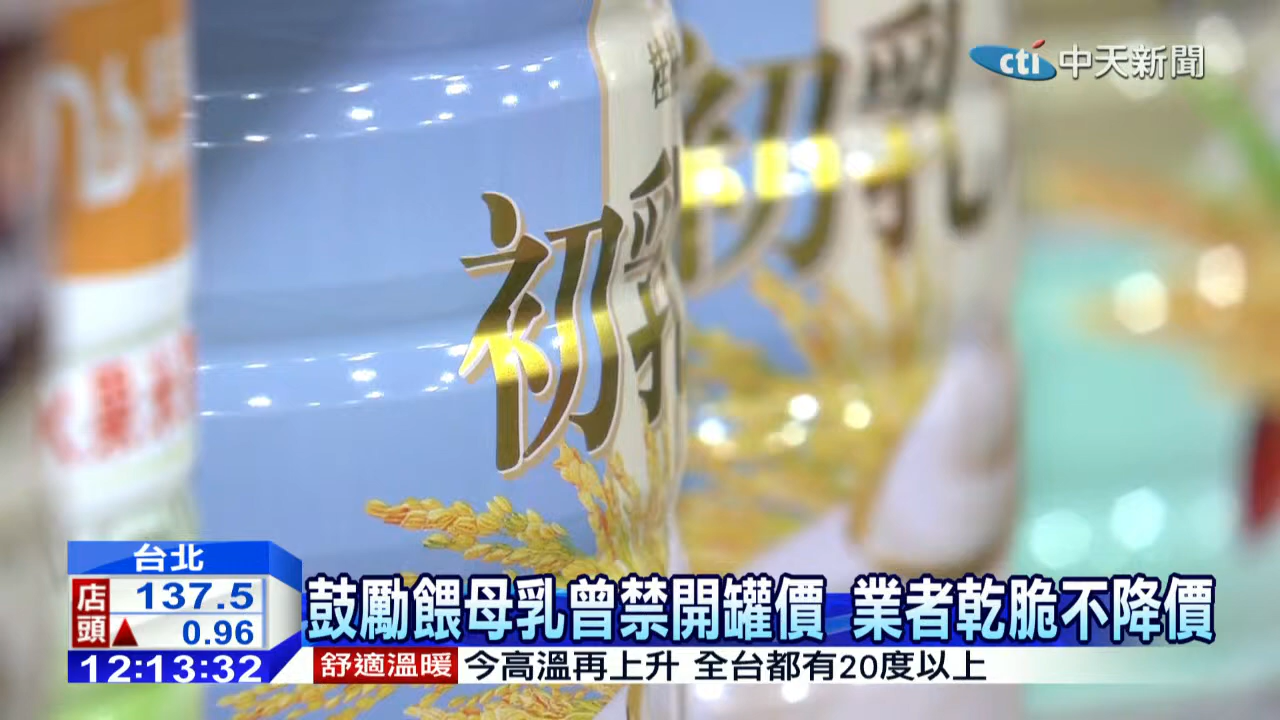 cti 中天新聞
初乳
初乳
台北
店頭 137.5
▲ 0.96
12:13:32
鼓勵餵母乳曾禁開罐價 業者乾脆不降價
舒適溫暖 今高溫再上升 全台都有20度以上